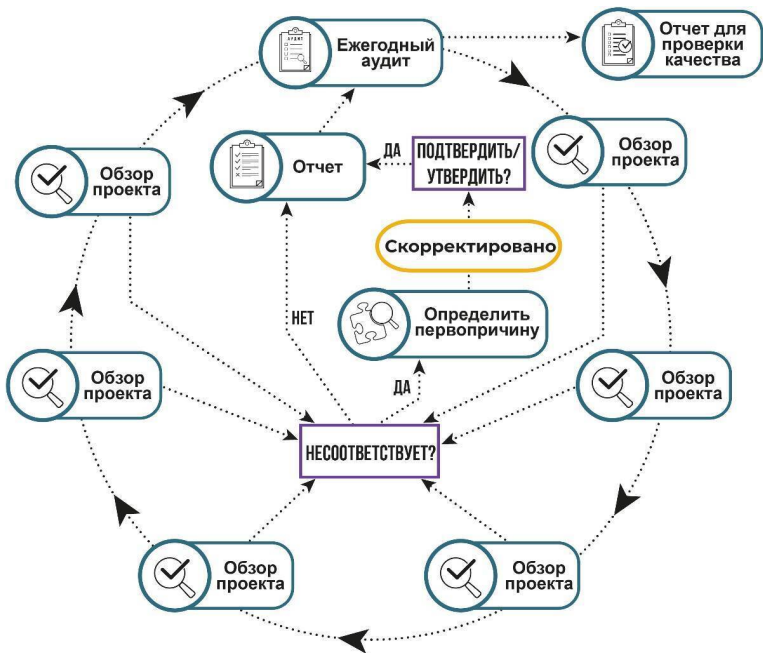 АУДИТ
Ежегодный
аудит
Отчет для
проверки
качества
Обзор
проекта
Отчет
ДА
ПОДТВЕРДИТЬ/
УТВЕРДИТЬ?
Обзор
проекта
Скорректировано
Определить
первопричину
НЕТ
ДА
Обзор
проекта
Обзор
проекта
НЕСООТВЕТСТВУЕТ?
Обзор
проекта
Обзор
проекта